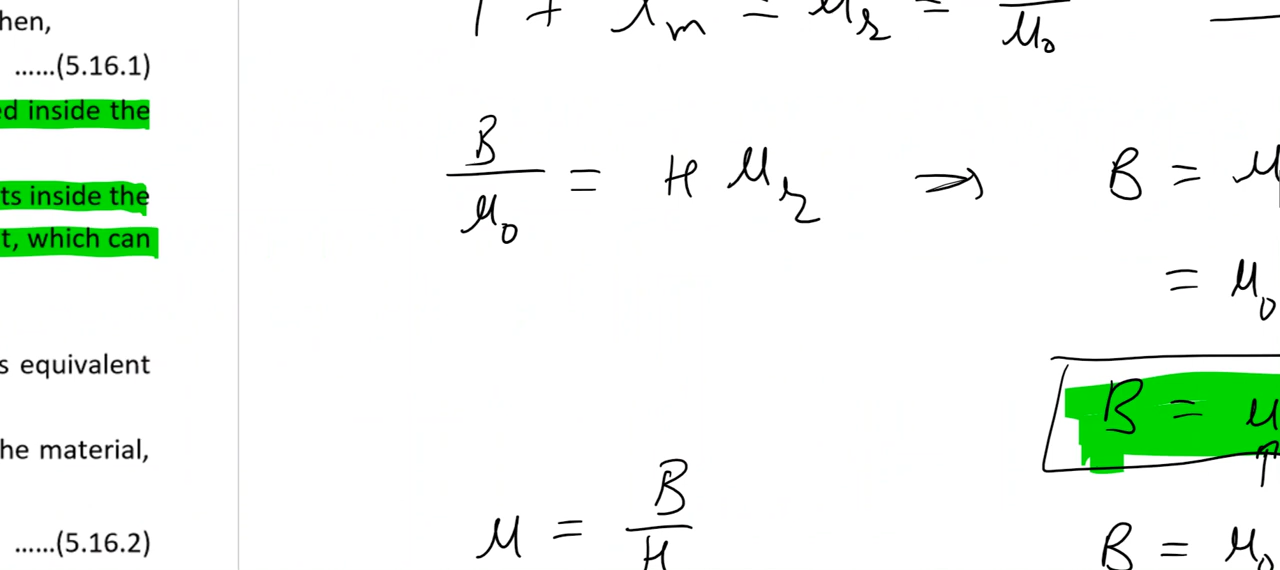 hen,
......(5.16.1)
d inside the
ts inside the
t, which can
s equivalent
he material,
......(5.16.2)
1 + χm = μr = μ0
B/μ0 = H μr ⇒ B = μ
= μ0
B = μ
μ = B/H
B = μ0